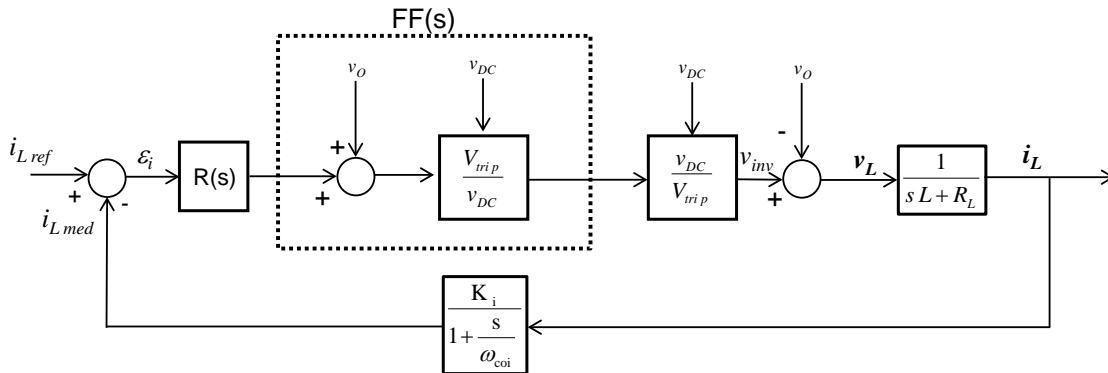 FF(s)
v_O
v_DC
v_DC
v_O
i_L ref
ε_i
+
-
i_L med
R(s)
+
+
V_tri p
v_DC
v_DC
V_tri p
v_inv
-
+
v_L
1
s L + R_L
i_L
K_i
1 + s
ω_coi